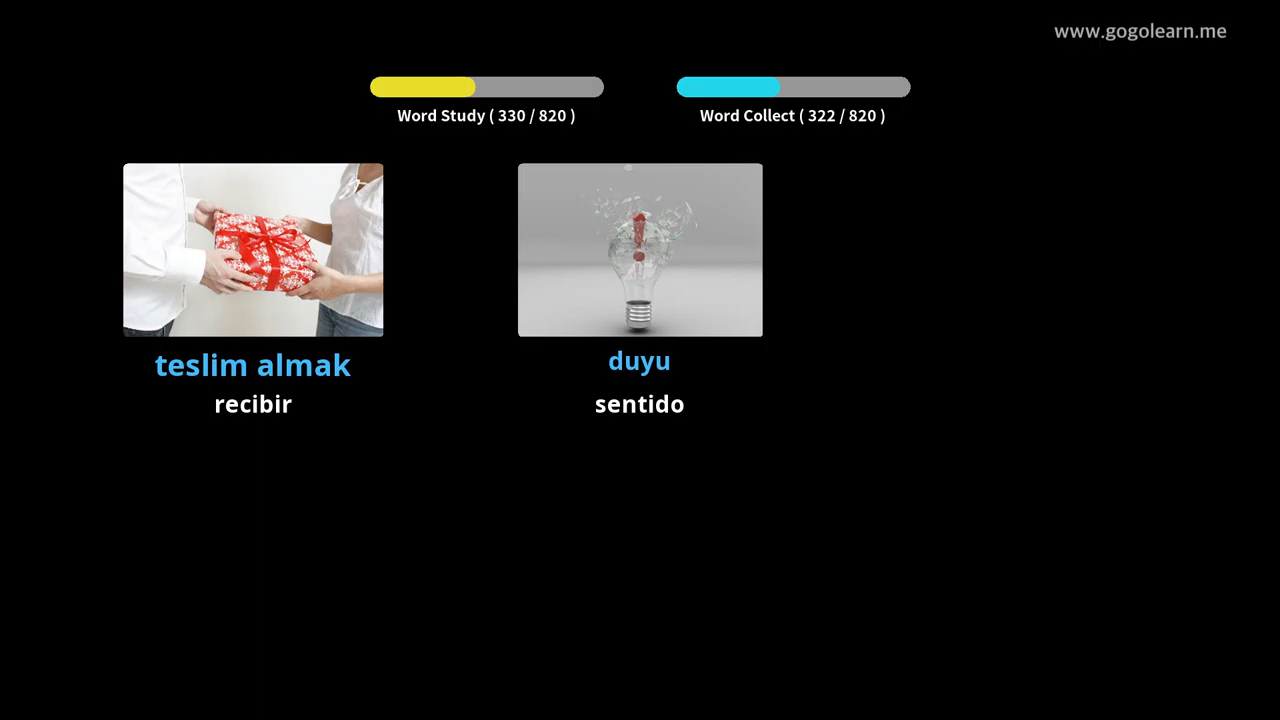 www.gogolearn.me
Word Study ( 330 / 820 )
Word Collect ( 322 / 820 )
teslim almak
recibir
duyu
sentido